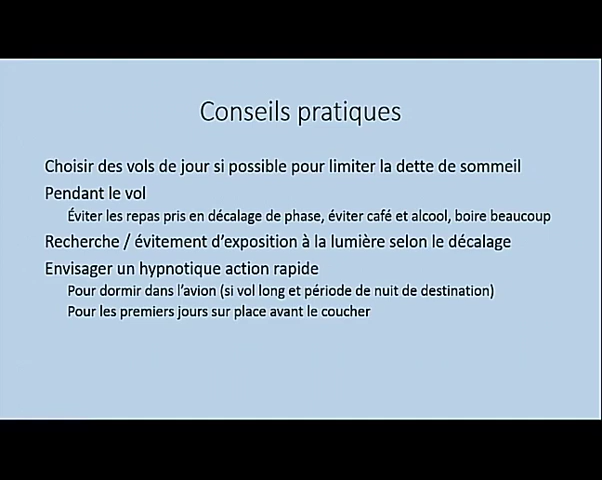 Conseils pratiques
Choisir des vols de jour si possible pour limiter la dette de sommeil
Pendant le vol
Éviter les repas pris en décalage de phase, éviter café et alcool, boire beaucoup
Recherche / évitement d'exposition à la lumière selon le décalage
Envisager un hypnotique action rapide
Pour dormir dans l'avion (si vol long et période de nuit de destination)
Pour les premiers jours sur place avant le coucher